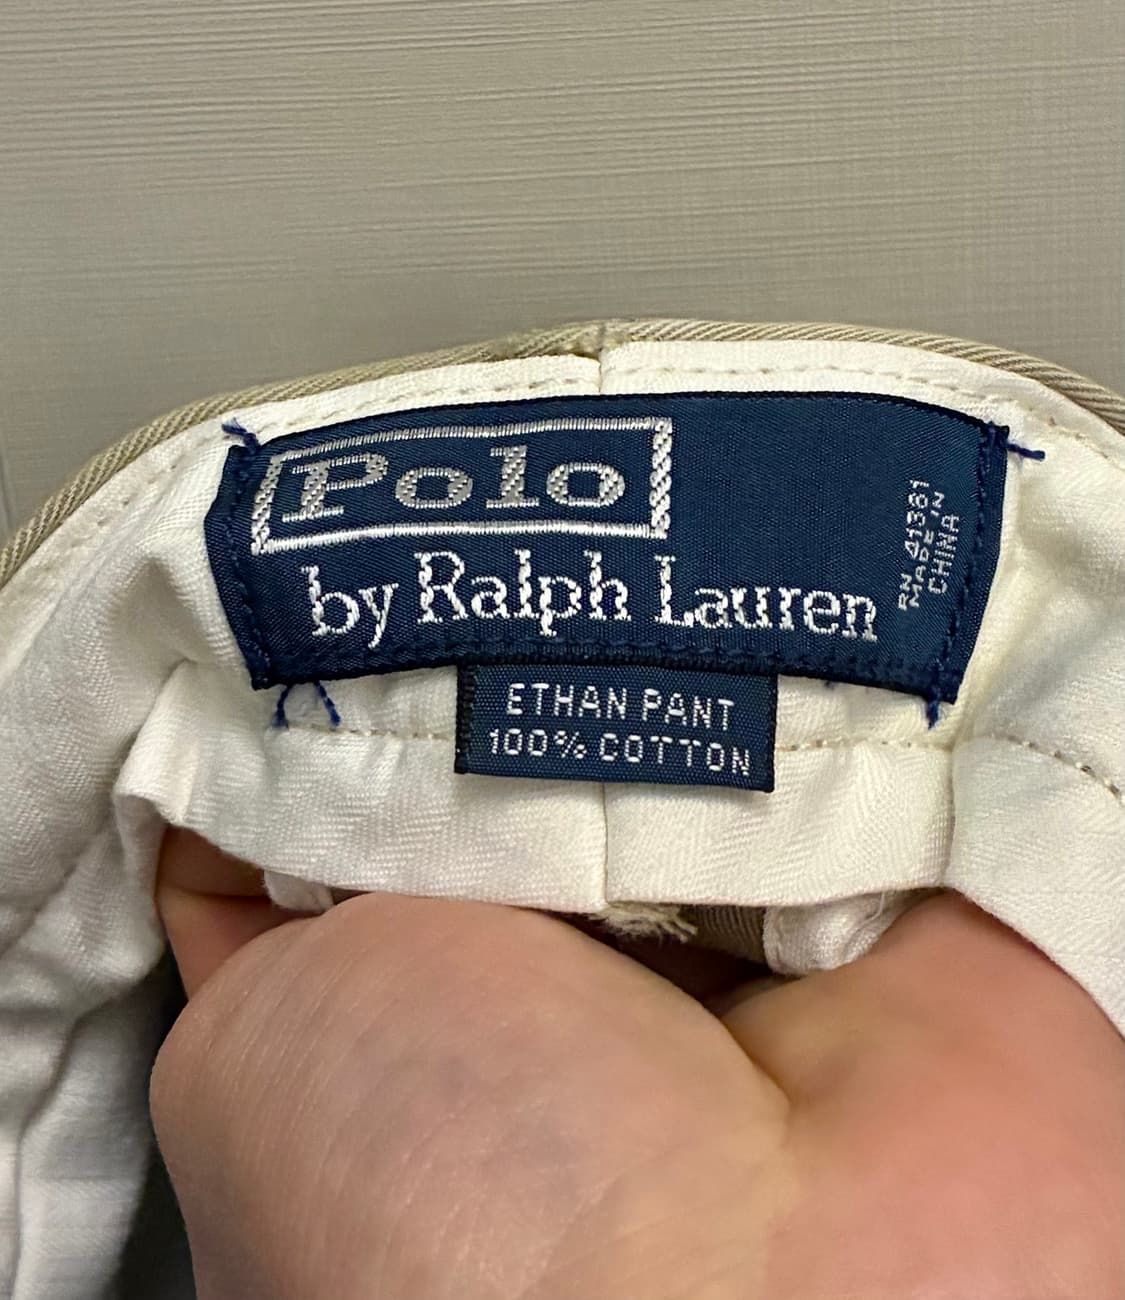 Polo
by Ralph Lauren
RN 41381
MADE IN
CHINA
ETHAN PANT
100% COTTON